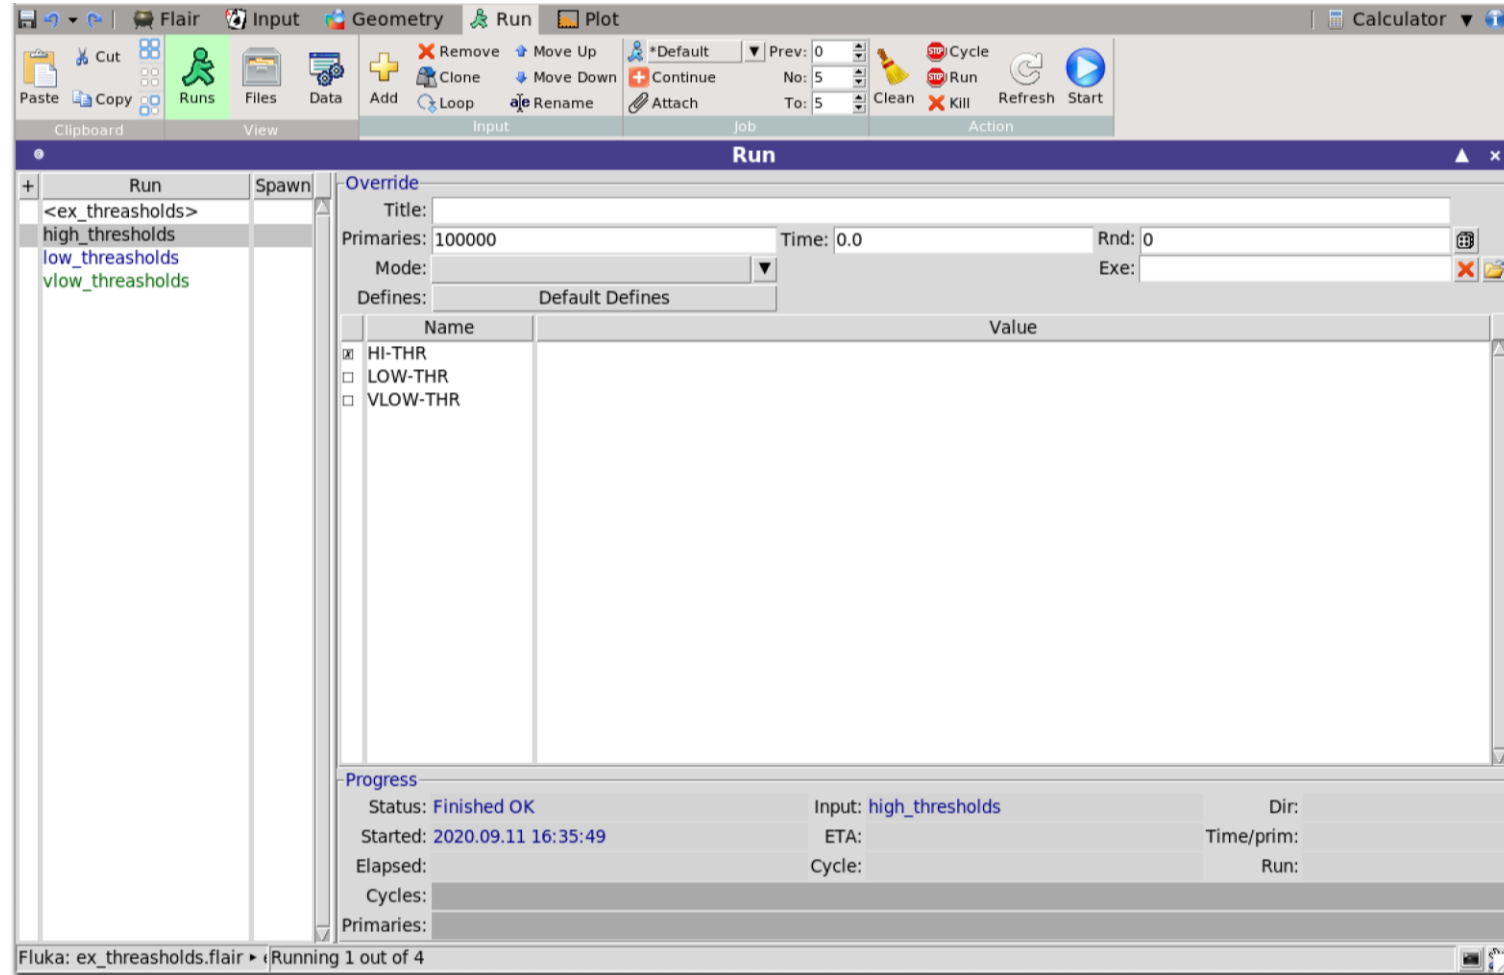 Flair Input Geometry Run Plot Calculator
Paste Cut Copy Runs Files Data Add Remove Move Up *Default Prev: 0 Clean Cycle Refresh Start
Clone Move Down Continue No: 5 Run
Loop Rename Attach To: 5 Kill
Clipboard View Input Job Action
Run
+ Run Spawn
<ex_threasholds>
high_thresholds
low_threasholds
vlow_threasholds
Override
Title:
Primaries: 100000 Time: 0.0 Rnd: 0
Mode: Exe:
Defines: Default Defines
Name Value
HI-THR
LOW-THR
VLOW-THR
Progress
Status: Finished OK Input: high_thresholds Dir:
Started: 2020.09.11 16:35:49 ETA: Time/prim:
Elapsed: Cycle: Run:
Cycles:
Primaries:
Fluka: ex_threasholds.flair Running 1 out of 4